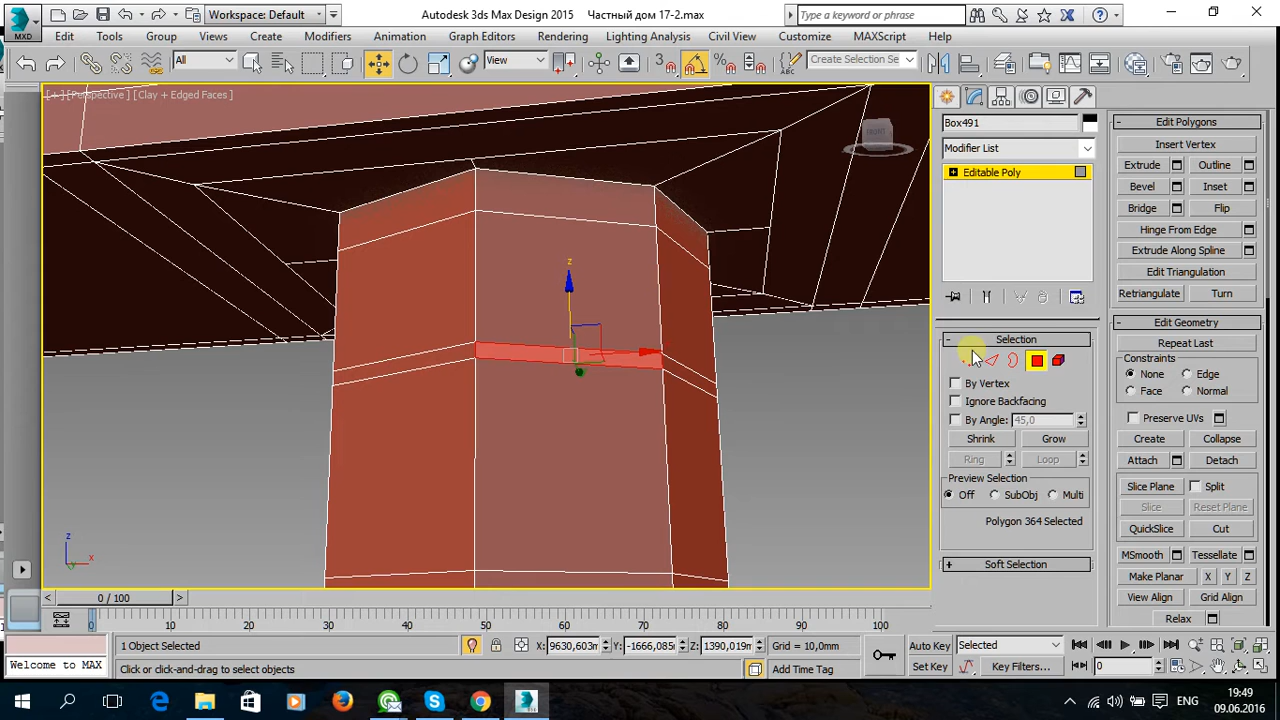 Workspace: Default
Autodesk 3ds Max Design 2015
Частный дом 17-2.max
Type a keyword or phrase
MXD
Edit Tools Group Views Create Modifiers Animation Graph Editors Rendering Lighting Analysis Civil View Customize MAXScript Help
All
View
3
%
Create Selection Se
[+][Perspective] [Clay + Edged Faces]
z
x
z
x
Box491
Modifier List
Editable Poly
Selection
By Vertex
Ignore Backfacing
By Angle: 45,0
Shrink Grow
Ring Loop
Preview Selection
Off SubObj Multi
Polygon 364 Selected
Soft Selection
Edit Polygons
Insert Vertex
Extrude Outline
Bevel Inset
Bridge Flip
Hinge From Edge
Extrude Along Spline
Edit Triangulation
Retriangulate Turn
Edit Geometry
Repeat Last
Constraints
None Edge
Face Normal
Preserve UVs
Create Collapse
Attach Detach
Slice Plane Split
Slice Reset Plane
QuickSlice Cut
MSmooth Tessellate
Make Planar X Y Z
View Align Grid Align
Relax
0 / 100
0 10 20 30 40 50 60 70 80 90 100
1 Object Selected
X: 9630,603m Y: -1666,085 Z: 1390,019m Grid = 10,0mm
Auto Key Selected
Welcome to MAX
Click or click-and-drag to select objects
Add Time Tag
Set Key Key Filters...
0
ENG
19:49
09.06.2016